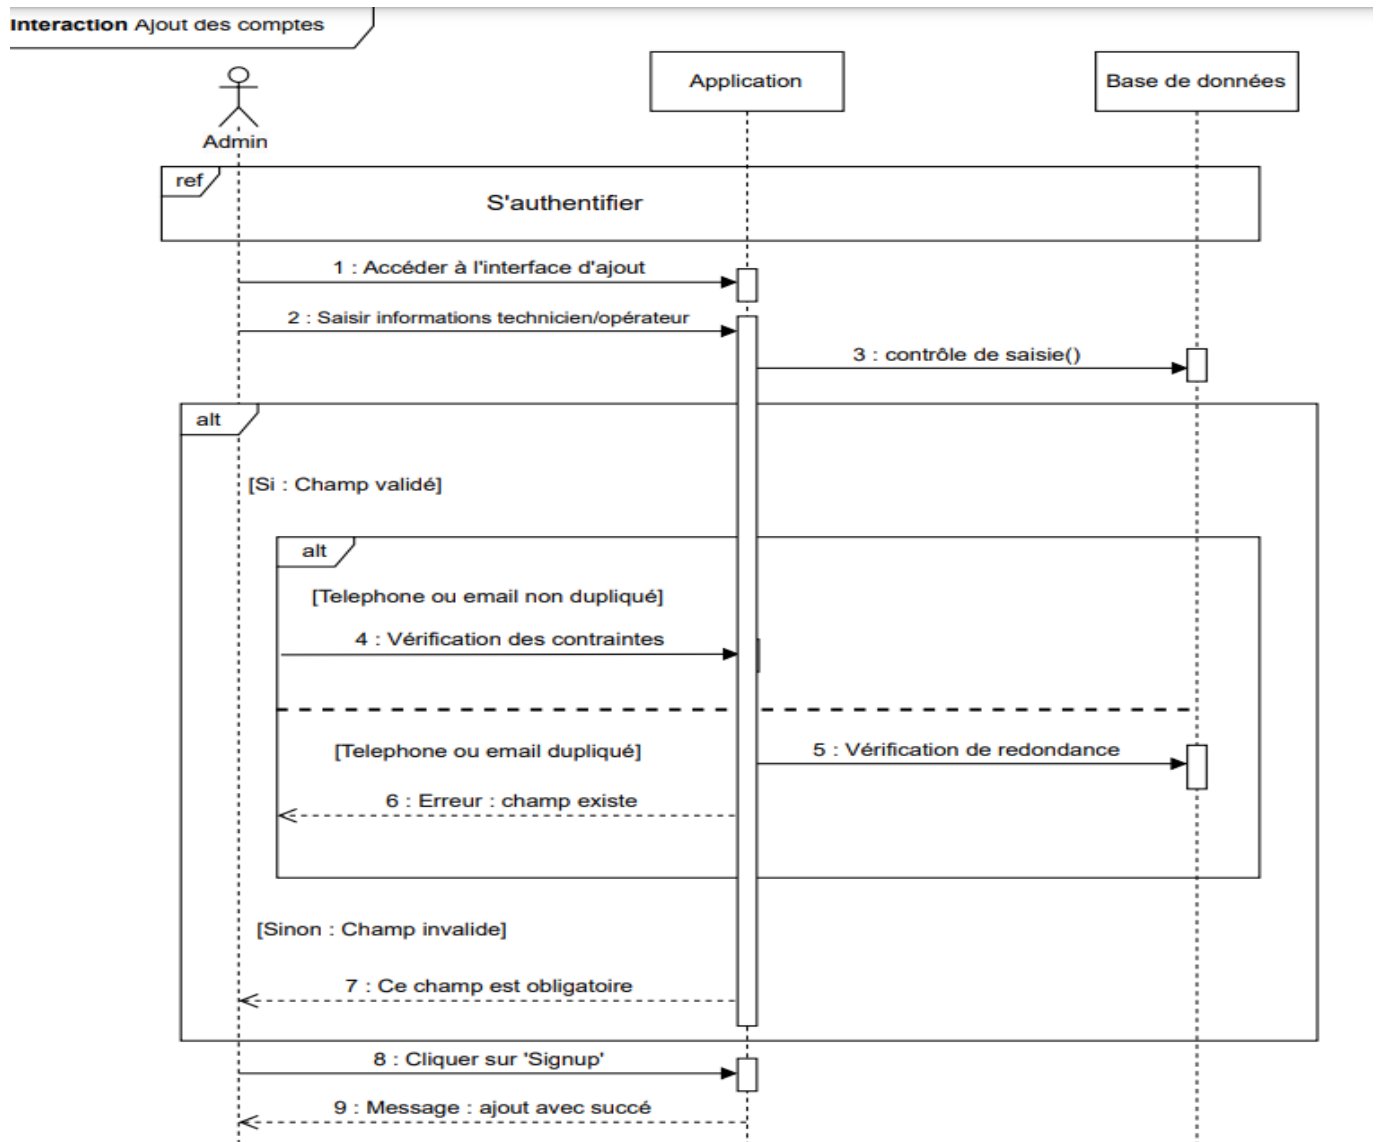 Interaction Ajout des comptes
Application
Base de données
Admin
ref
S'authentifier
1 : Accéder à l'interface d'ajout
2 : Saisir informations technicien/opérateur
3 : contrôle de saisie()
alt
[Si : Champ validé]
alt
[Telephone ou email non dupliqué]
4 : Vérification des contraintes
[Telephone ou email dupliqué]
5 : Vérification de redondance
6 : Erreur : champ existe
[Sinon : Champ invalide]
7 : Ce champ est obligatoire
8 : Cliquer sur 'Signup'
9 : Message : ajout avec succé